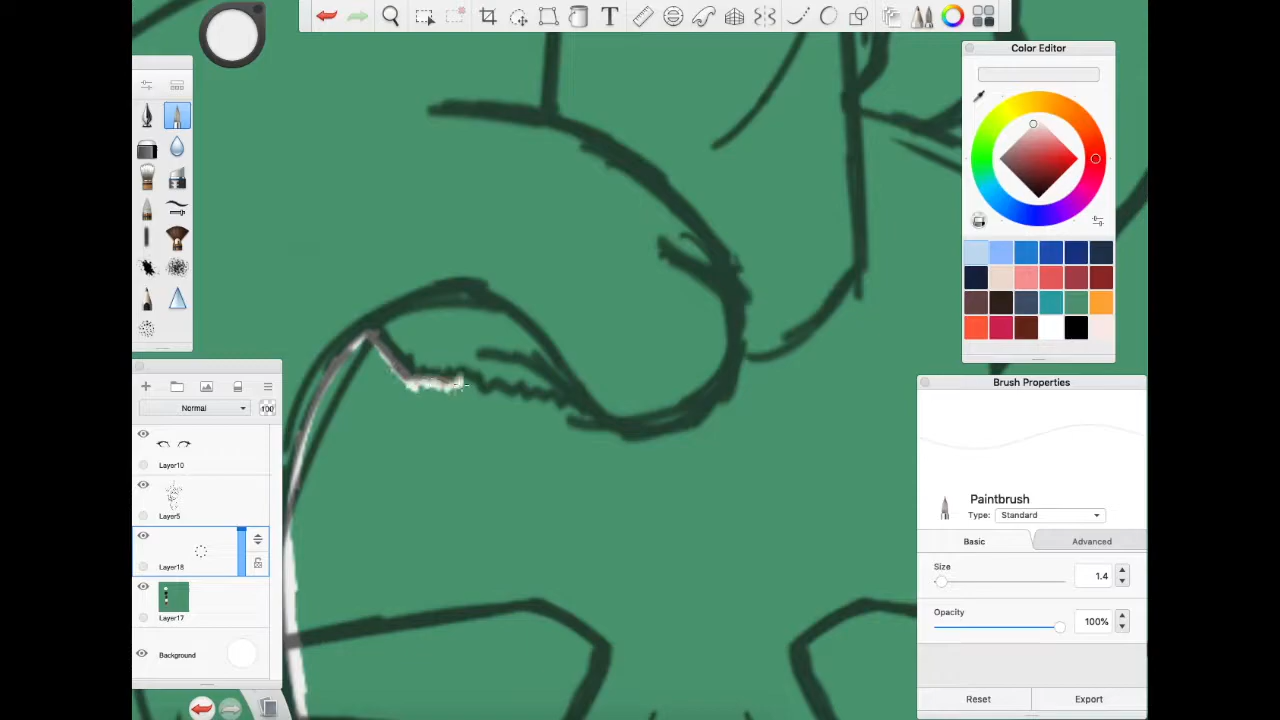 T
Color Editor
Normal
100
Layer10
Layer5
Layer18
Layer17
Background
Brush Properties
Paintbrush
Type: Standard
Basic
Advanced
Size
1.4
Opacity
100%
Reset
Export